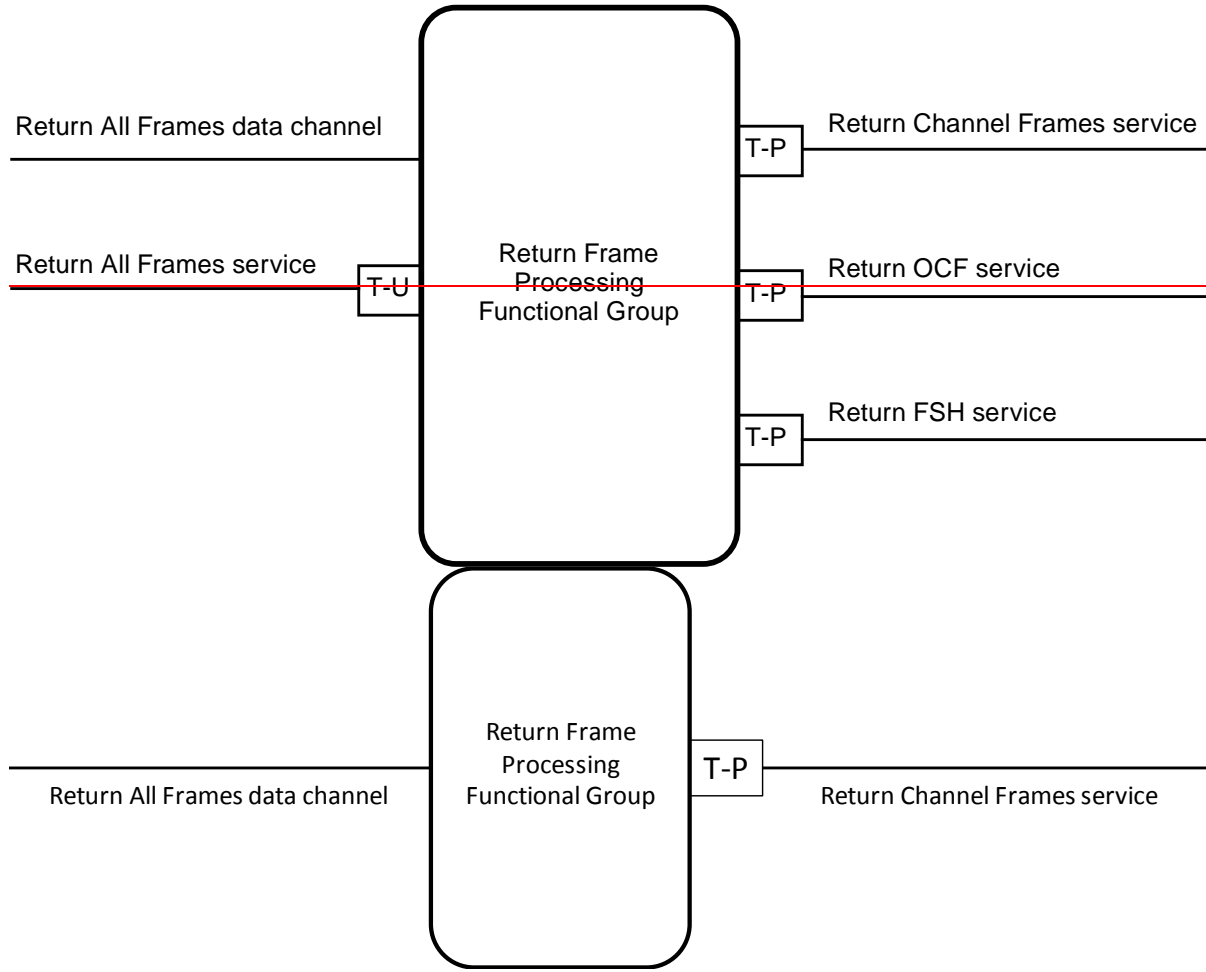 Return All Frames data channel
Return Channel Frames service
T-P
Return All Frames service
T-U
Return Frame
Processing
Functional Group
Return OCF service
T-P
Return FSH service
T-P
Return Frame
Processing
Functional Group
T-P
Return All Frames data channel
Return Channel Frames service